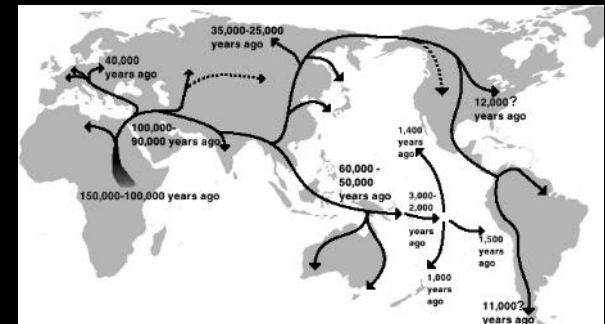 35,000-25,000
years ago
40,000
years ago
12,000?
years ago
100,000-
90,000 years ago
1,400
years
ago
60,000 -
50,000
years ago
150,000-100,000 years ago
3,000-
2,000
years
ago
1,500
years
ago
1,000
years
ago
11,000?
years ago